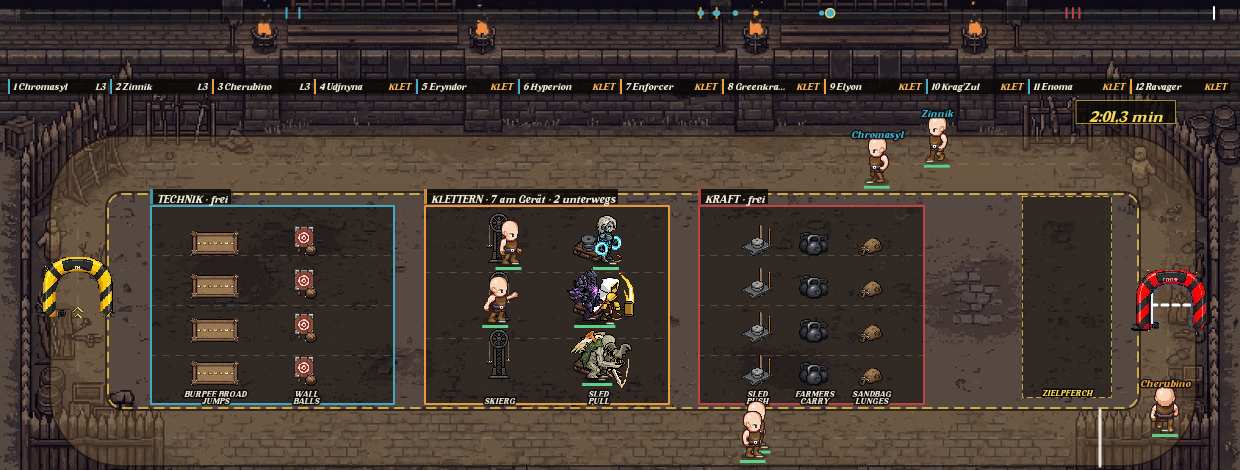 1 Chromasyl L3 2 Zinnik L3 3 Cherubino L3 4 Udjnyna KLET 5 Eryndor KLET 6 Hyperion KLET 7 Enforcer KLET 8 Greenkra... KLET 9 Elyon KLET 10 Krag'Zul KLET 11 Enoma KLET 12 Ravager KLET
2:01.3 min
Zinnik
Chromasyl
TECHNIK · frei
KLETTERN · 7 am Gerät · 2 unterwegs
KRAFT · frei
BURPEE BROAD JUMPS
WALL BALLS
SKIERG
SLED PULL
SLED PUSH
FARMERS CARRY
SANDBAG LUNGES
ZIELPFERCH
Cherubino